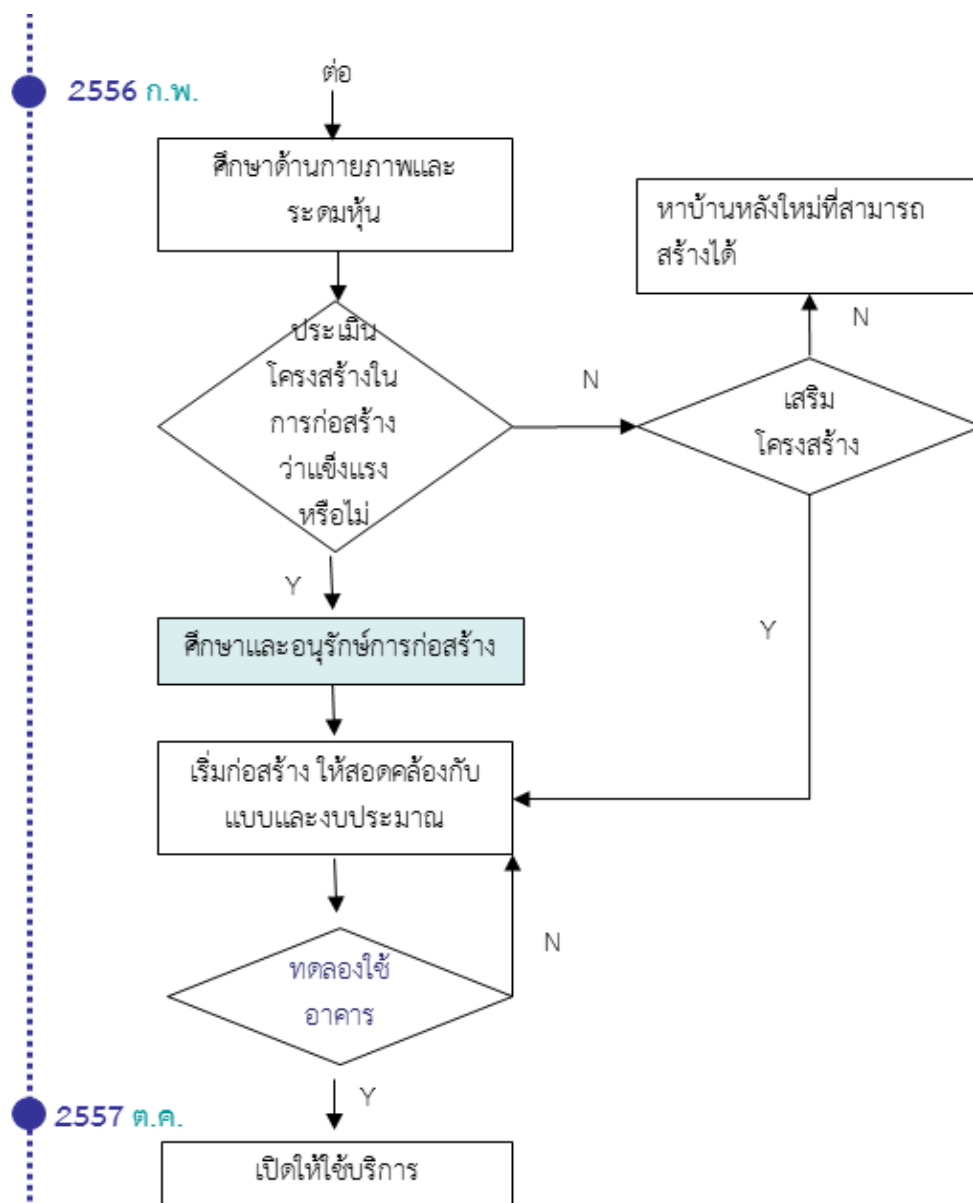 2556 ก.พ.
ต่อ
ศึกษาด้านกายภาพและ
ระดมหุ้น
หาบ้านหลังใหม่ที่สามารถ
สร้างได้
N
ประเมิน
โครงสร้างใน
การก่อสร้าง
ว่าแข็งแรง
หรือไม่
N
เสริม
โครงสร้าง
Y
Y
ศึกษาและอนุรักษ์การก่อสร้าง
เริ่มก่อสร้าง ให้สอดคล้องกับ
แบบและงบประมาณ
N
ทดลองใช้
อาคาร
Y
2557 ต.ค.
เปิดให้ใช้บริการ